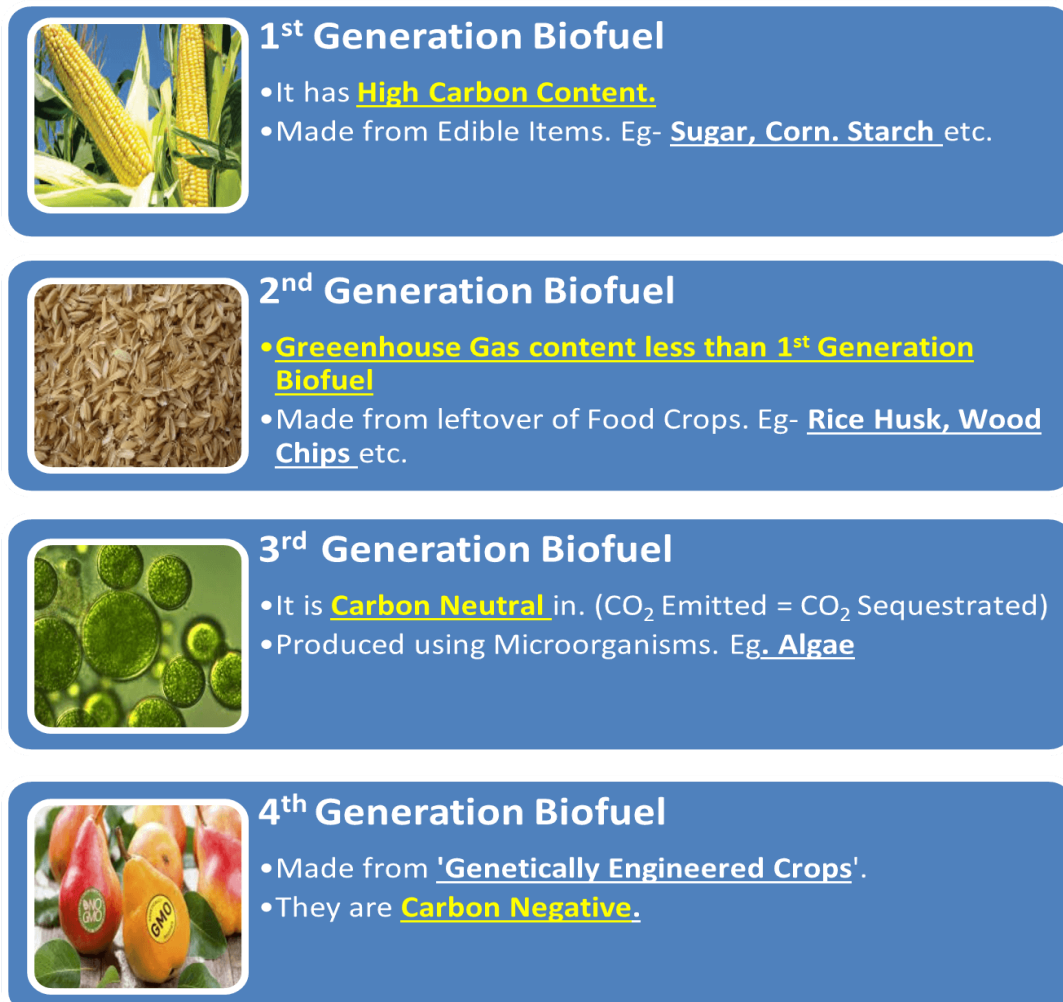 1st Generation Biofuel
•It has High Carbon Content.
•Made from Edible Items. Eg- Sugar, Corn. Starch etc.
2nd Generation Biofuel
•Greeenhouse Gas content less than 1st Generation
Biofuel
•Made from leftover of Food Crops. Eg- Rice Husk, Wood
Chips etc.
3rd Generation Biofuel
•It is Carbon Neutral in. (CO2 Emitted = CO2 Sequestrated)
•Produced using Microorganisms. Eg. Algae
4th Generation Biofuel
•Made from 'Genetically Engineered Crops'.
•They are Carbon Negative.
GMO
GMO